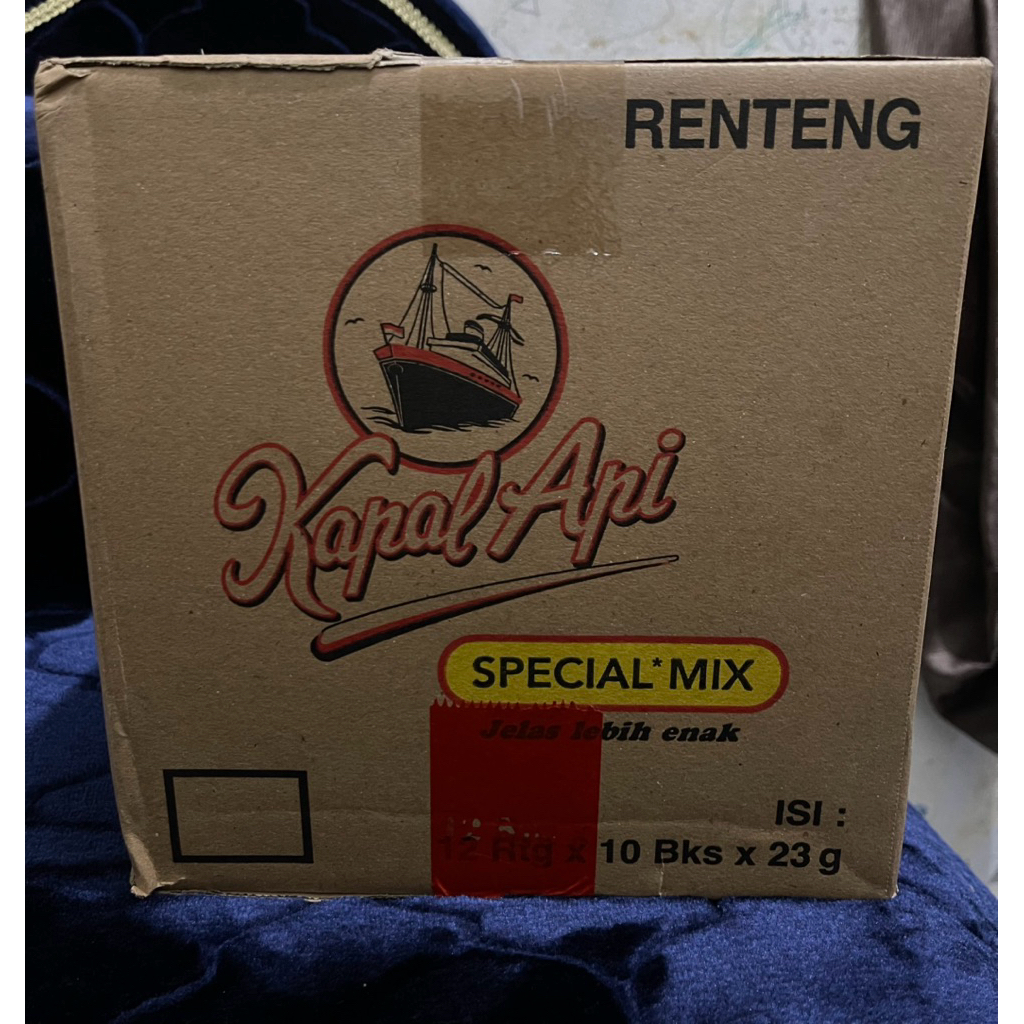 RENTENG
Kapal Api
SPECIAL* MIX
Jelas lebih enak
ISI :
12 Rtg x 10 Bks x 23 g